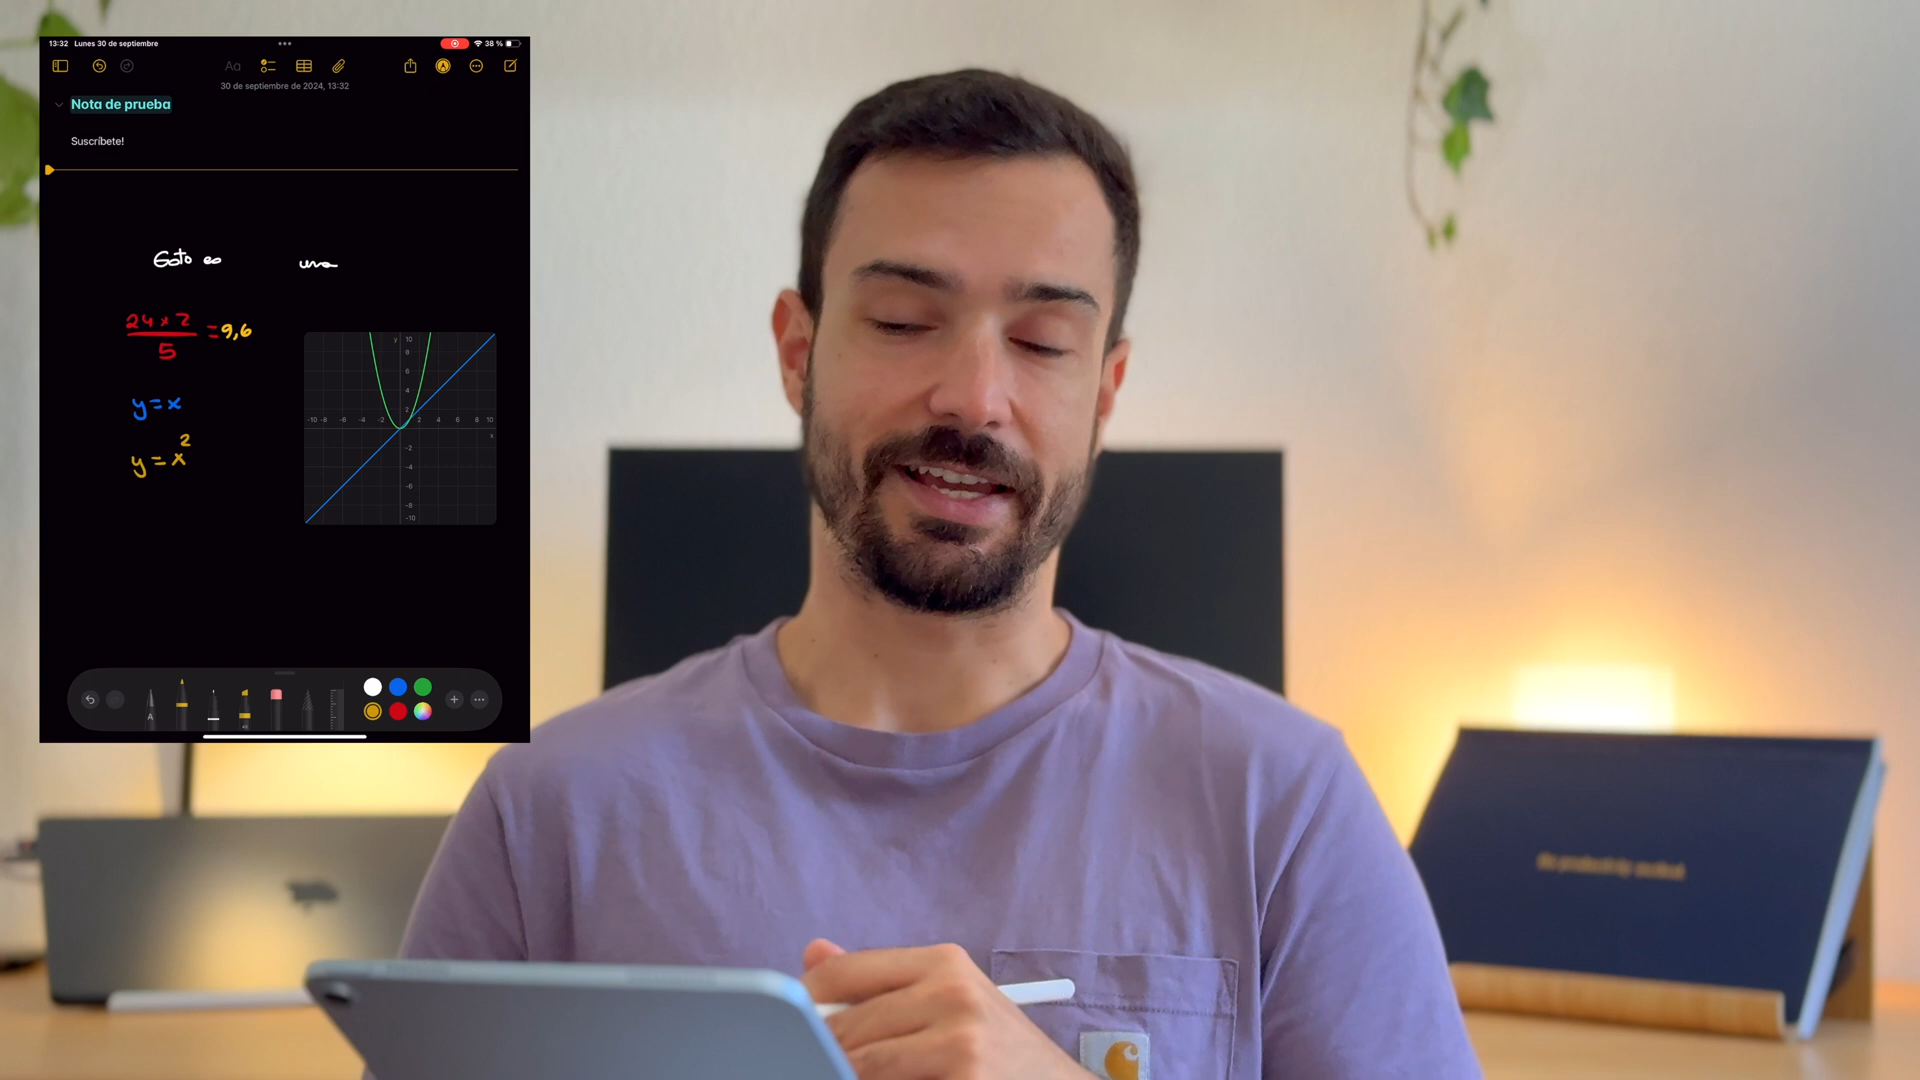 13:32 Lunes 30 de septiembre
38 %
Aa
30 de septiembre de 2024, 13:32
Nota de prueba
Suscríbete!
Esto es una
24 x 2
5
= 9,6
y = x
y = x²
y
10
8
6
4
2
-10 -8 -6 -4 -2 2 4 6 8 10
x
-2
-4
-6
-8
-10
A